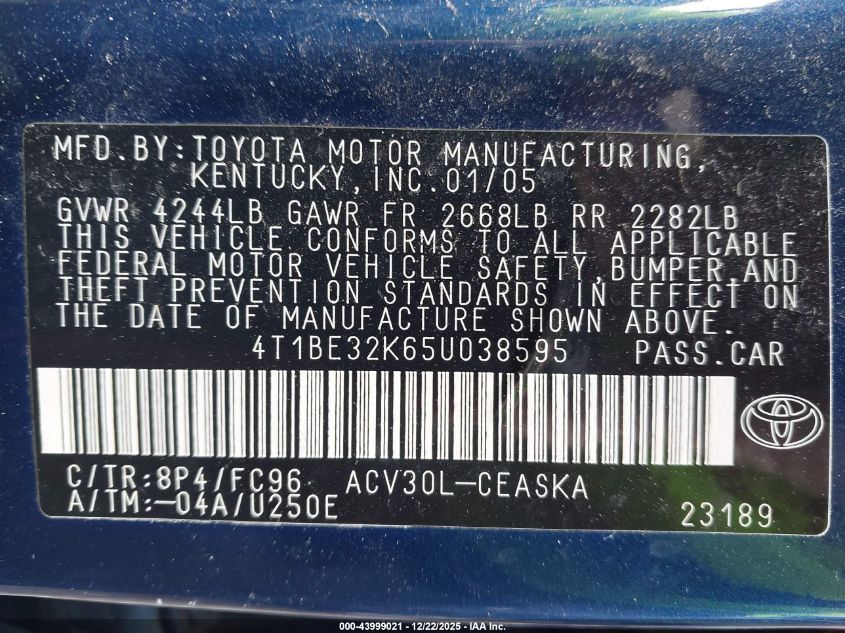 MFD.BY:TOYOTA MOTOR MANUFACTURING,
KENTUCKY,INC.01/05
GVWR 4244LB GAWR FR 2668LB RR 2282LB
THIS VEHICLE CONFORMS TO ALL APPLICABLE
FEDERAL MOTOR VEHICLE SAFETY,BUMPER,AND
THEFT PREVENTION STANDARDS IN EFFECT ON
THE DATE OF MANUFACTURE SHOWN ABOVE.
4T1BE32K65U038595 PASS.CAR
C/TR:8P4/FC96 ACV30L-CEASKA
A/TM:-04A/U250E
23189
000-43999021 - 12/22/2025 - IAA Inc.